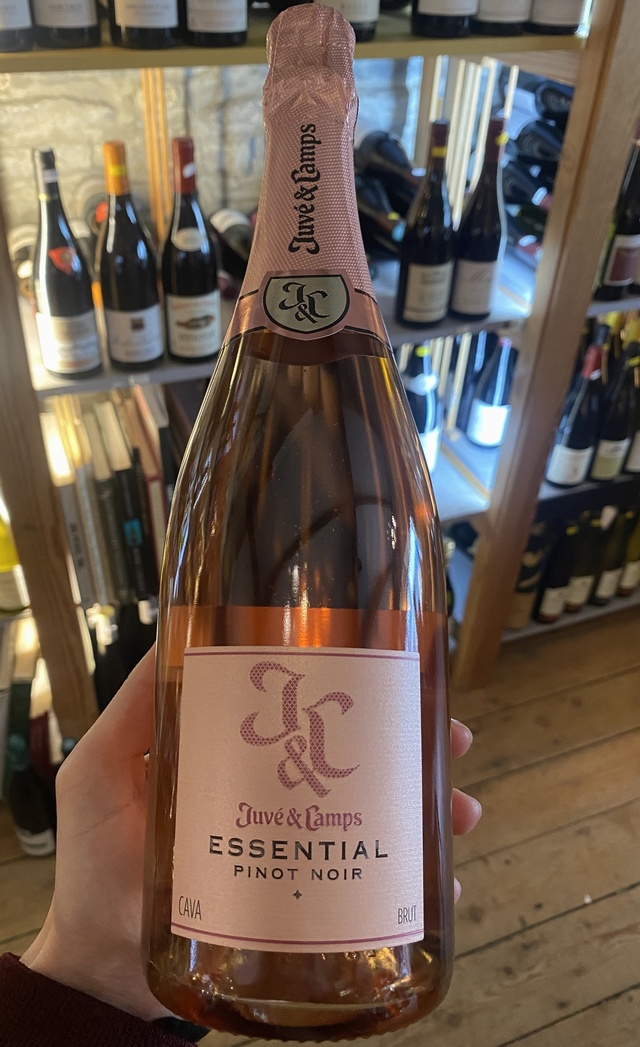 Juvé & Camps
J&C
J&C
Juvé & Camps
ESSENTIAL
PINOT NOIR
CAVA
BRUT